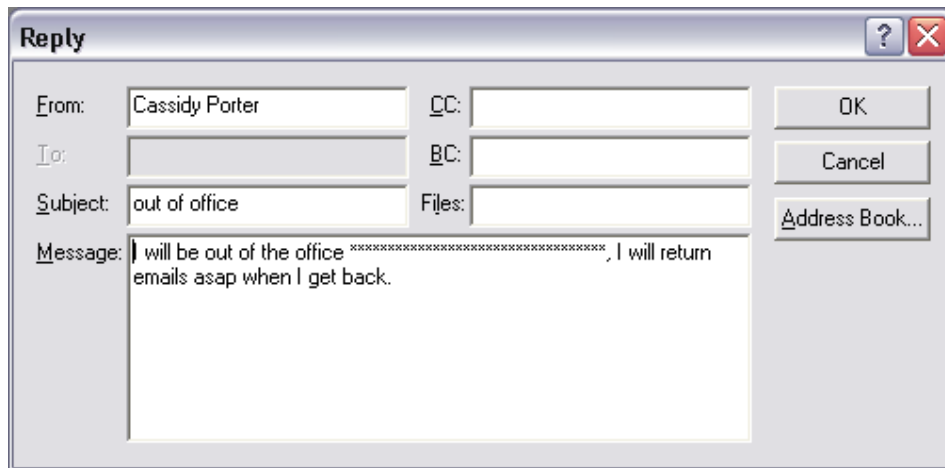 Reply
From: Cassidy Porter CC: OK
To: BC: Cancel
Subject: out of office Files: Address Book...
Message: I will be out of the office **********************************, I will return
emails asap when I get back.